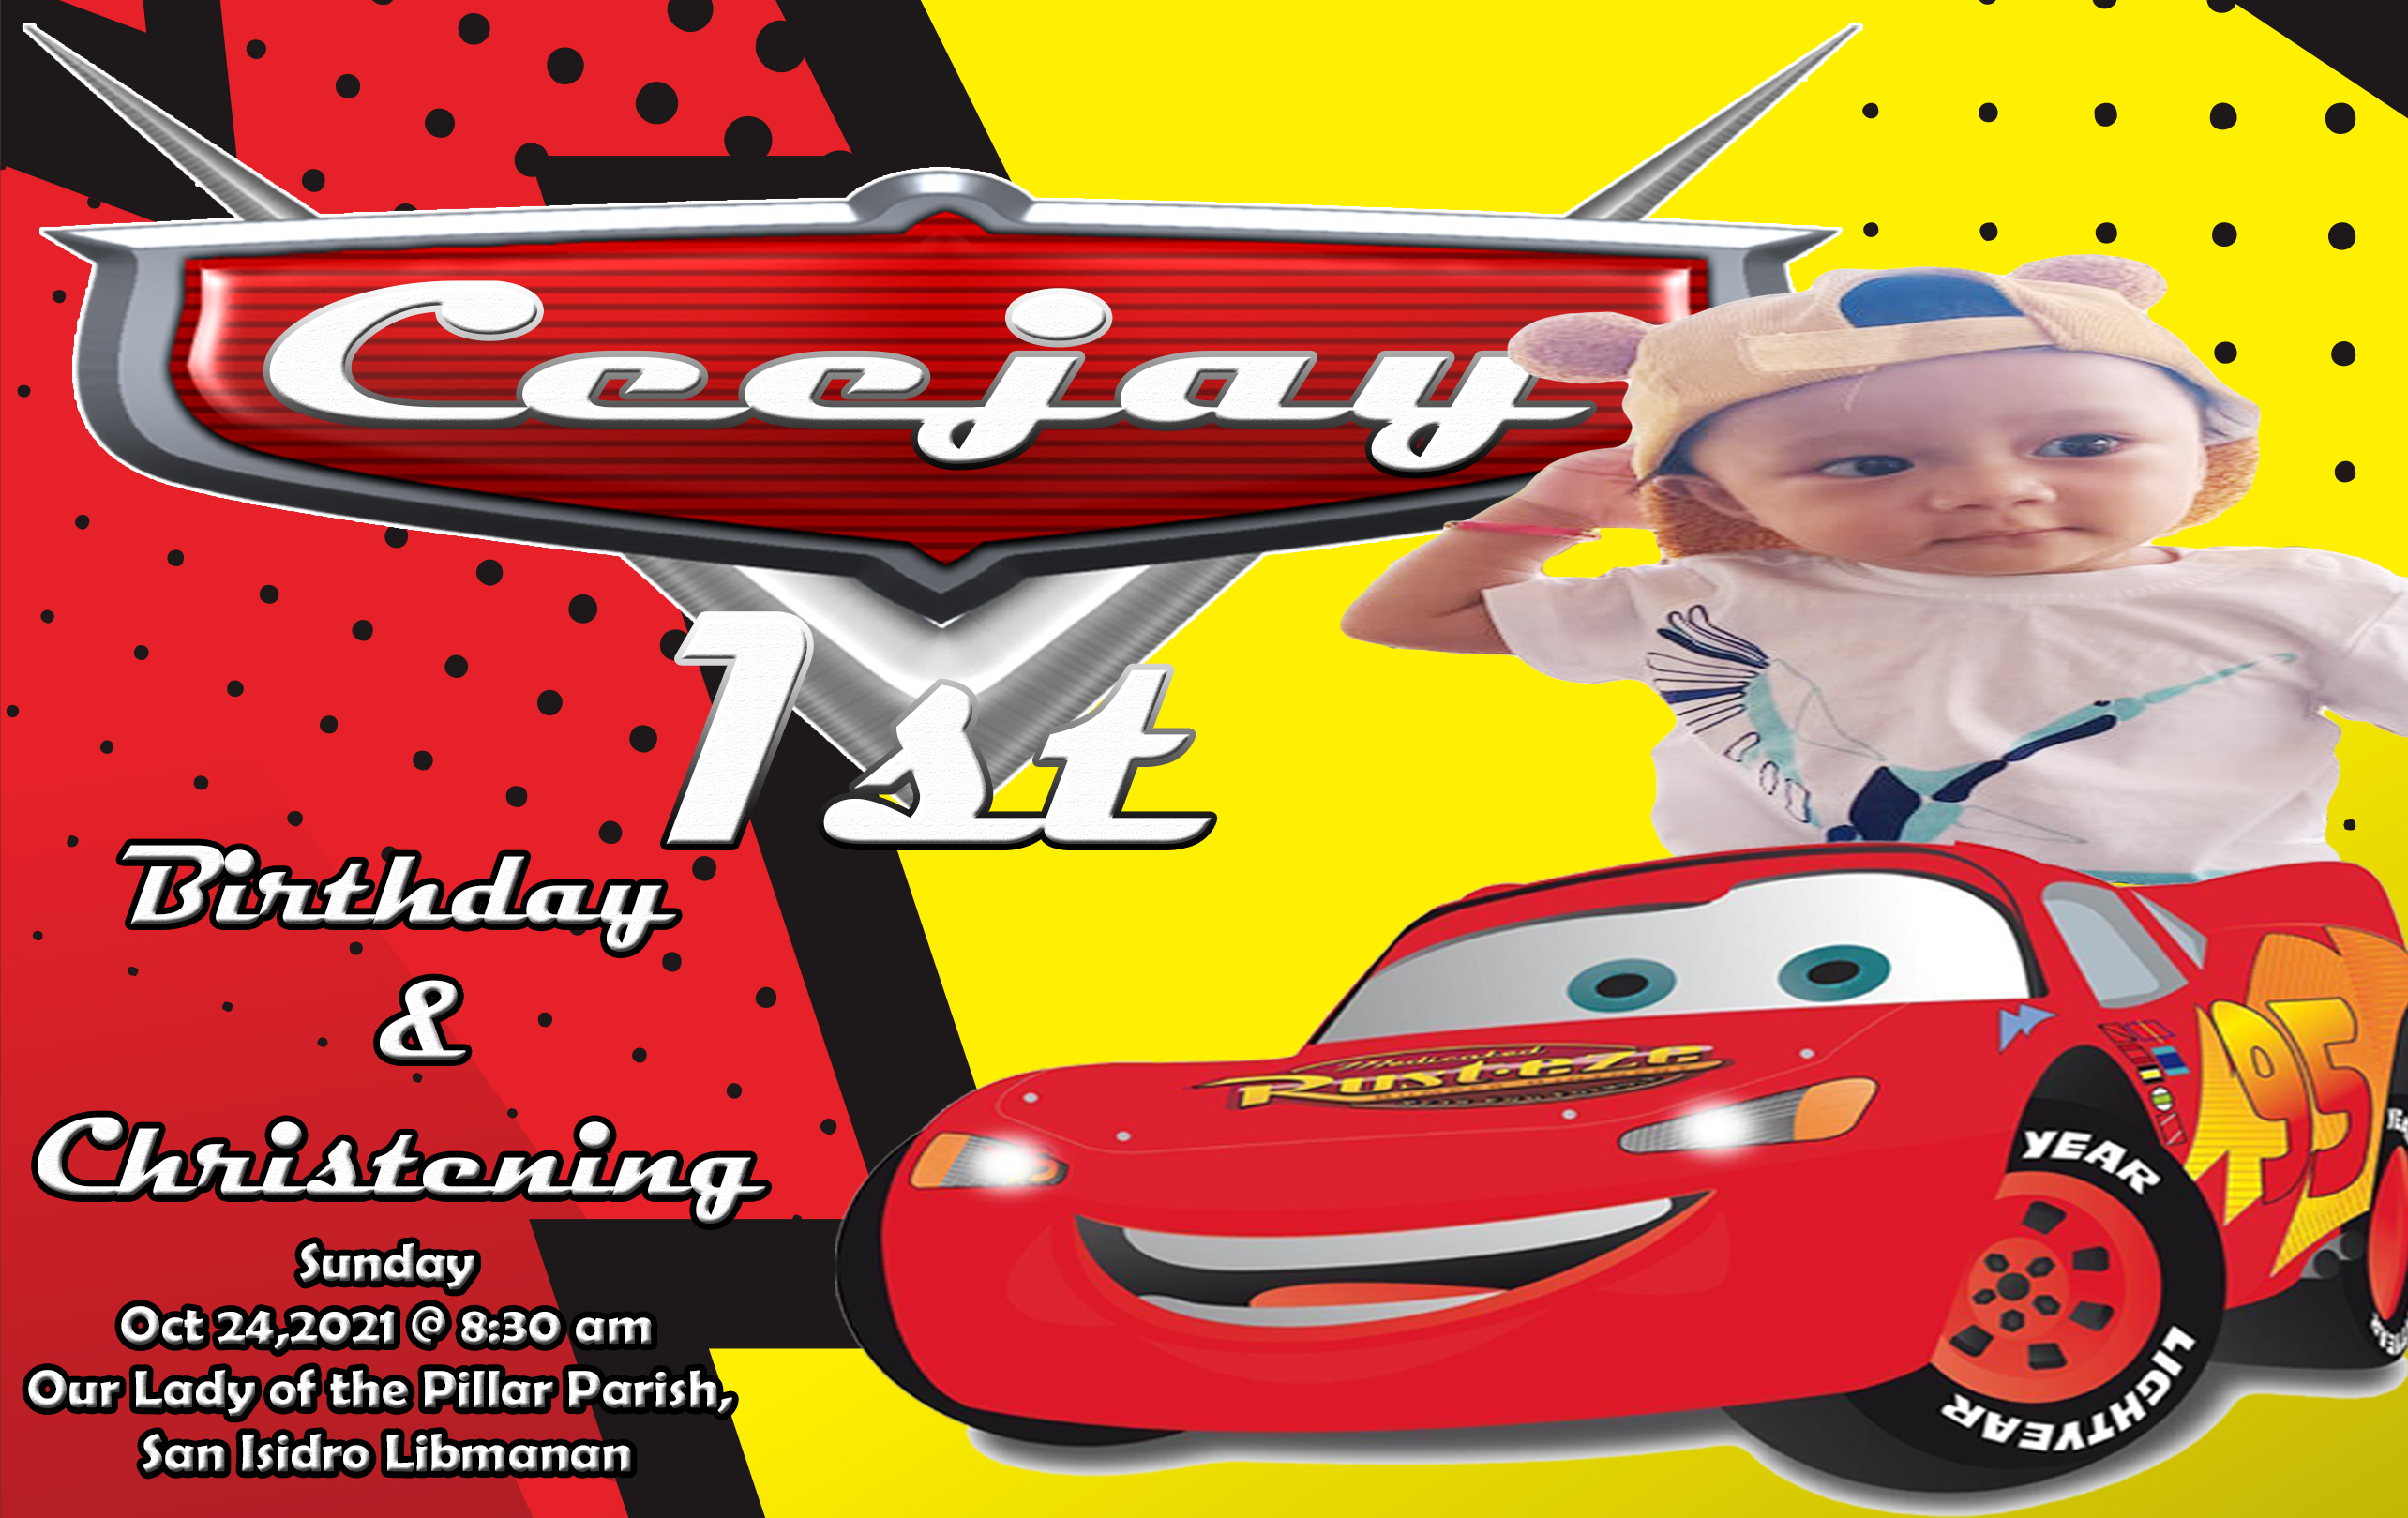 Ceejay
1st
Birthday
&
Christening
Sunday
Oct 24,2021 @ 8:30 am
Our Lady of the Pillar Parish,
San Isidro Libmanan
Medicated
Rust-eze
95
YEAR
LIGHTYEAR